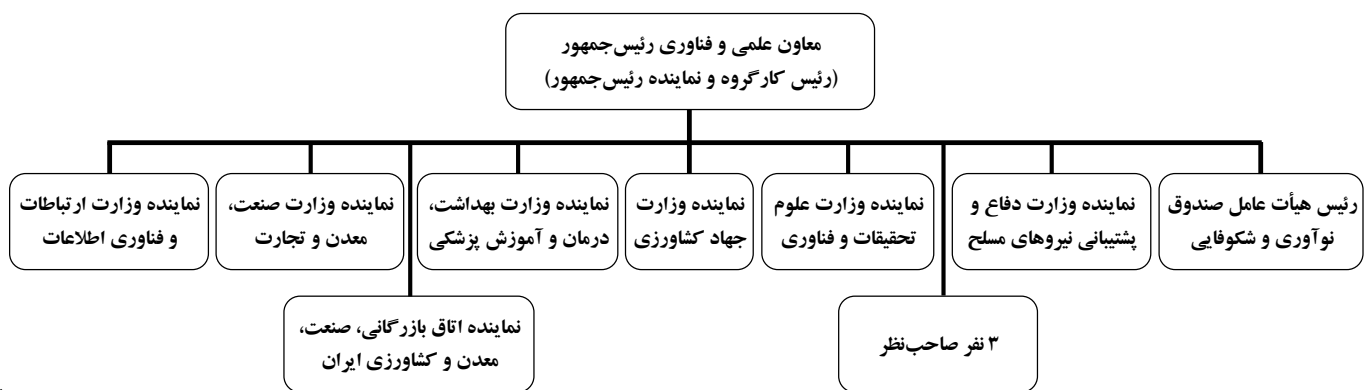 معاون علمی و فناوری رئیس‌جمهور
(رئیس کارگروه و نماینده رئیس‌جمهور)
رئیس هیأت عامل صندوق
نوآوری و شکوفایی
نماینده وزارت دفاع و
پشتیبانی نیروهای مسلح
نماینده وزارت علوم
تحقیقات و فناوری
نماینده وزارت
جهاد کشاورزی
نماینده وزارت بهداشت،
درمان و آموزش پزشکی
نماینده وزارت صنعت،
معدن و تجارت
نماینده وزارت ارتباطات
و فناوری اطلاعات
۳ نفر صاحب‌نظر
نماینده اتاق بازرگانی، صنعت،
معدن و کشاورزی ایران